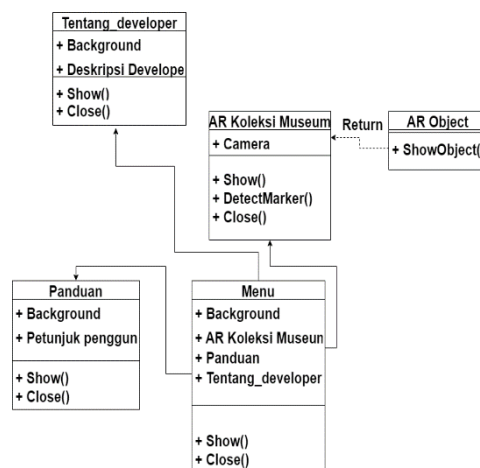 Tentang_developer
+ Background
+ Deskripsi Develope
+ Show()
+ Close()
AR Koleksi Museum
+ Camera
+ Show()
+ DetectMarker()
+ Close()
Return
AR Object
+ ShowObject(
Panduan
+ Background
+ Petunjuk penggun
+ Show()
+ Close()
Menu
+ Background
+ AR Koleksi Museun
+ Panduan
+ Tentang_developer
+ Show()
+ Close()